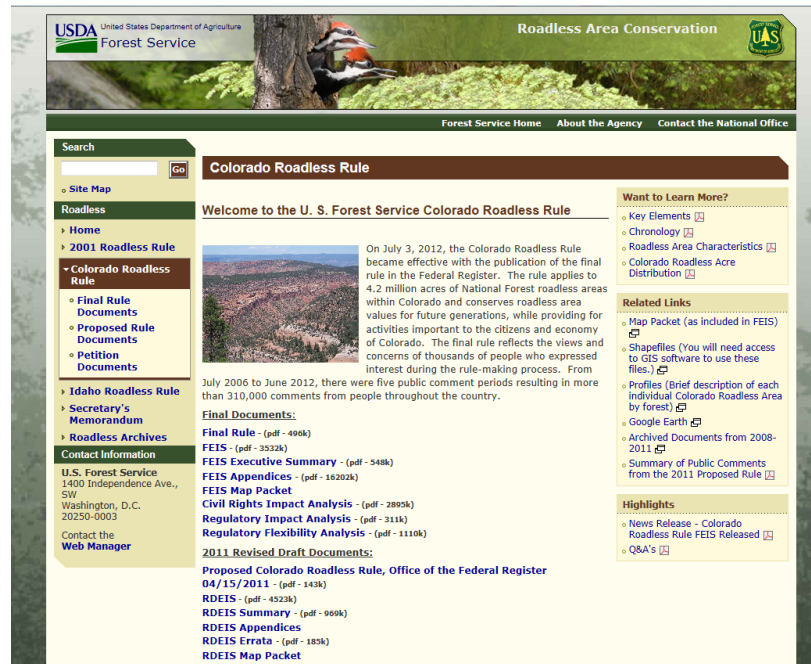 USDA United States Department of Agriculture
Forest Service
Roadless Area Conservation
FOREST SERVICE
U S
Forest Service Home About the Agency Contact the National Office
Search
Go
Site Map
Roadless
Home
2001 Roadless Rule
Colorado Roadless
Rule
Final Rule
Documents
Proposed Rule
Documents
Petition
Documents
Idaho Roadless Rule
Secretary's
Memorandum
Roadless Archives
Contact Information
U.S. Forest Service
1400 Independence Ave.,
SW
Washington, D.C.
20250-0003
Contact the
Web Manager
Colorado Roadless Rule
Welcome to the U. S. Forest Service Colorado Roadless Rule
On July 3, 2012, the Colorado Roadless Rule
became effective with the publication of the final
rule in the Federal Register. The rule applies to
4.2 million acres of National Forest roadless areas
within Colorado and conserves roadless area
values for future generations, while providing for
activities important to the citizens and economy
of Colorado. The final rule reflects the views and
concerns of thousands of people who expressed
interest during the rule-making process. From
July 2006 to June 2012, there were five public comment periods resulting in more
than 310,000 comments from people throughout the country.
Final Documents:
Final Rule - (pdf - 496k)
FEIS - (pdf - 3532k)
FEIS Executive Summary - (pdf - 548k)
FEIS Appendices - (pdf - 16202k)
FEIS Map Packet
Civil Rights Impact Analysis - (pdf - 2895k)
Regulatory Impact Analysis - (pdf - 311k)
Regulatory Flexibility Analysis - (pdf - 1110k)
2011 Revised Draft Documents:
Proposed Colorado Roadless Rule, Office of the Federal Register
04/15/2011 - (pdf - 143k)
RDEIS - (pdf - 4523k)
RDEIS Summary - (pdf - 969k)
RDEIS Appendices
RDEIS Errata - (pdf - 185k)
RDEIS Map Packet
Want to Learn More?
Key Elements
Chronology
Roadless Area Characteristics
Colorado Roadless Acre
Distribution
Related Links
Map Packet (as included in FEIS)
Shapefiles (You will need access
to GIS software to use these
files.)
Profiles (Brief description of each
individual Colorado Roadless Area
by forest)
Google Earth
Archived Documents from 2008-
2011
Summary of Public Comments
from the 2011 Proposed Rule
Highlights
News Release - Colorado
Roadless Rule FEIS Released
Q&A's